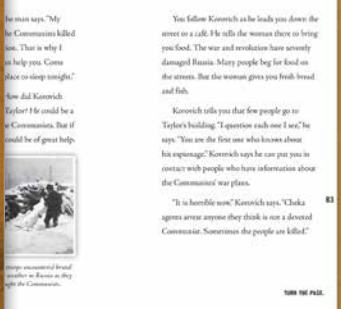 he man says. "My
he Communists killed
ion. That is why I
us help you. Come
place to sleep tonight."
How did Korovich
Taylor? He could be a
e Communists. But if
could be of great help.
troops encountered brutal
weather in Russia as they
ught the Communists.
You follow Korovich as he leads you down the
street to a café. He tells the woman there to bring
you food. The war and revolution have severely
damaged Russia. Many people beg for food on
the streets. But the woman gives you fresh bread
and fish.
Korovich tells you that few people go to
Taylor's building. "I question each one I see," he
says. "You are the first one who knows about
his espionage." Korovich says he can put you in
contact with people who have information about
the Communists' war plans.
"It is horrible now," Korovich says. "Cheka
agents arrest anyone they think is not a devoted
Communist. Sometimes the people are killed."
83
TURN THE PAGE.